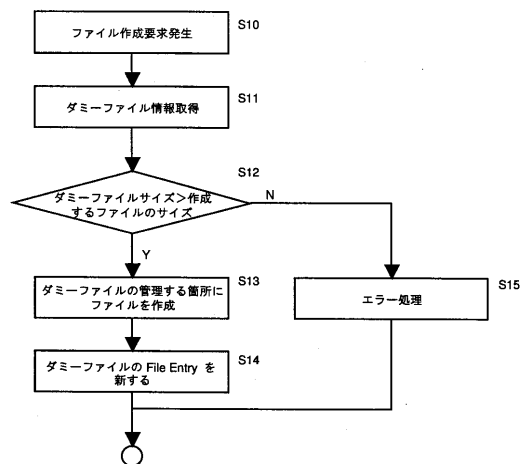 ファイル作成要求発生
S10
ダミーファイル情報取得
S11
S12
ダミーファイルサイズ＞作成
するファイルのサイズ
N
Y
ダミーファイルの管理する箇所に
ファイルを作成
S13
エラー処理
S15
ダミーファイルの File Entry を
新する
S14